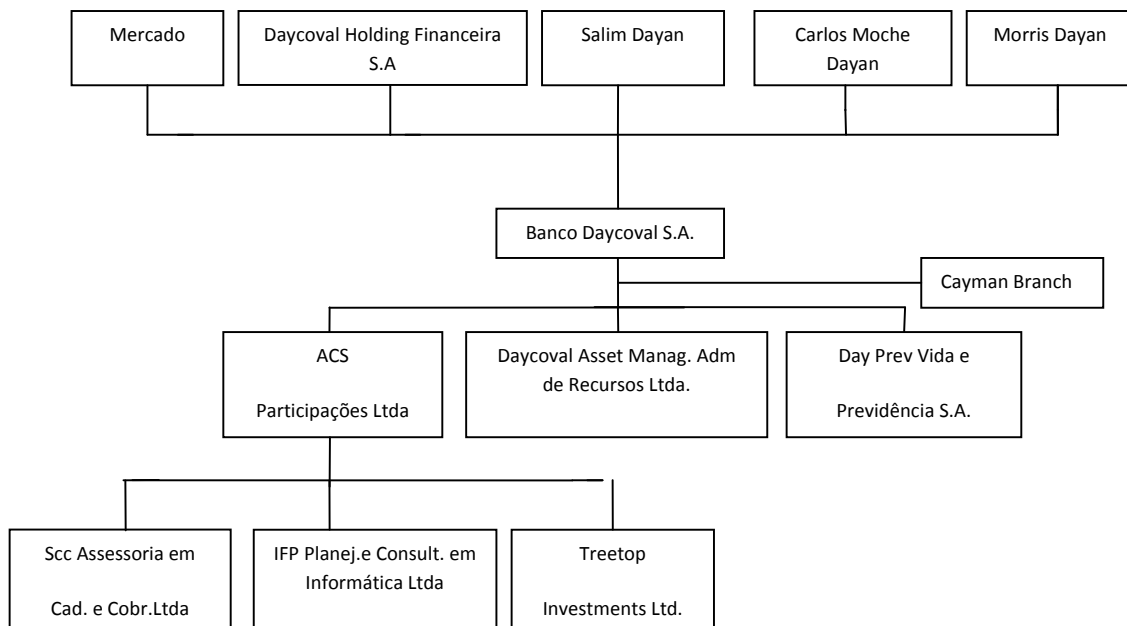 Mercado
Daycoval Holding Financeira
S.A
Salim Dayan
Carlos Moche
Dayan
Morris Dayan
Banco Daycoval S.A.
Cayman Branch
ACS
Participações Ltda
Daycoval Asset Manag. Adm
de Recursos Ltda.
Day Prev Vida e
Previdência S.A.
Scc Assessoria em
Cad. e Cobr.Ltda
IFP Planej.e Consult. em
Informática Ltda
Treetop
Investments Ltd.